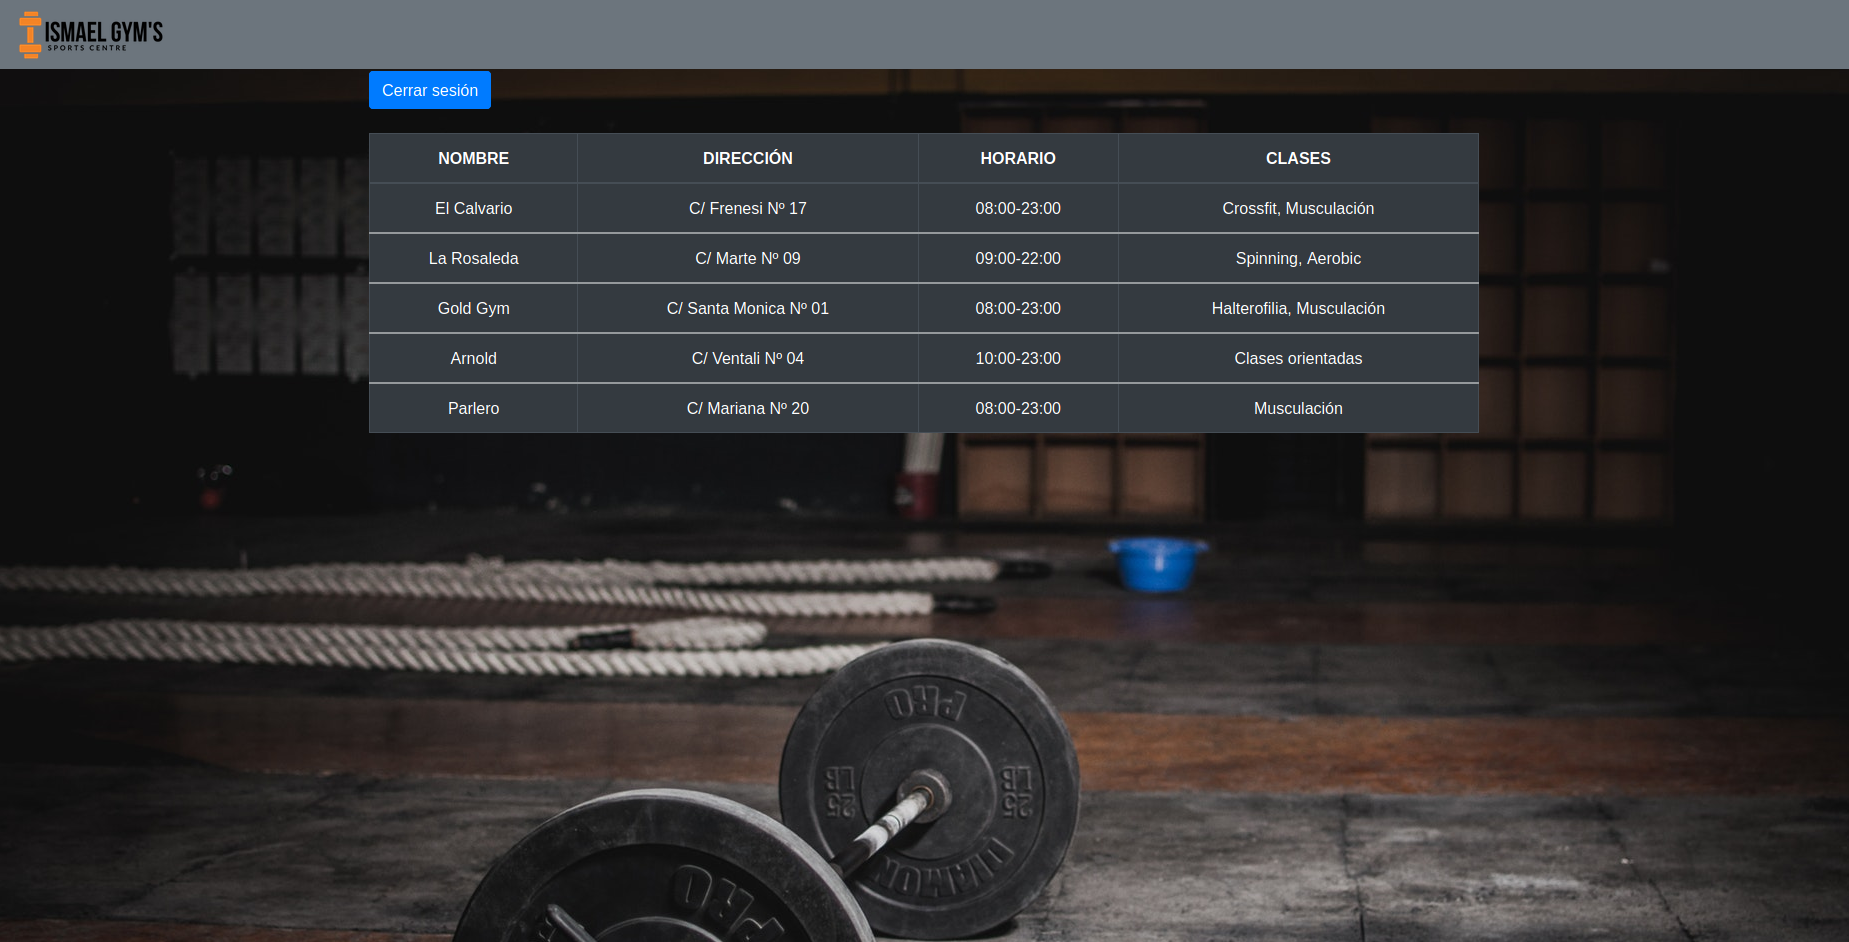 ISMAEL GYM'S
SPORTS CENTRE
Cerrar sesión
NOMBRE DIRECCIÓN HORARIO CLASES
El Calvario C/ Frenesi Nº 17 08:00-23:00 Crossfit, Musculación
La Rosaleda C/ Marte Nº 09 09:00-22:00 Spinning, Aerobic
Gold Gym C/ Santa Monica Nº 01 08:00-23:00 Halterofilia, Musculación
Arnold C/ Ventali Nº 04 10:00-23:00 Clases orientadas
Parlero C/ Mariana Nº 20 08:00-23:00 Musculación
PRO
25 LB
25 LB
PRO